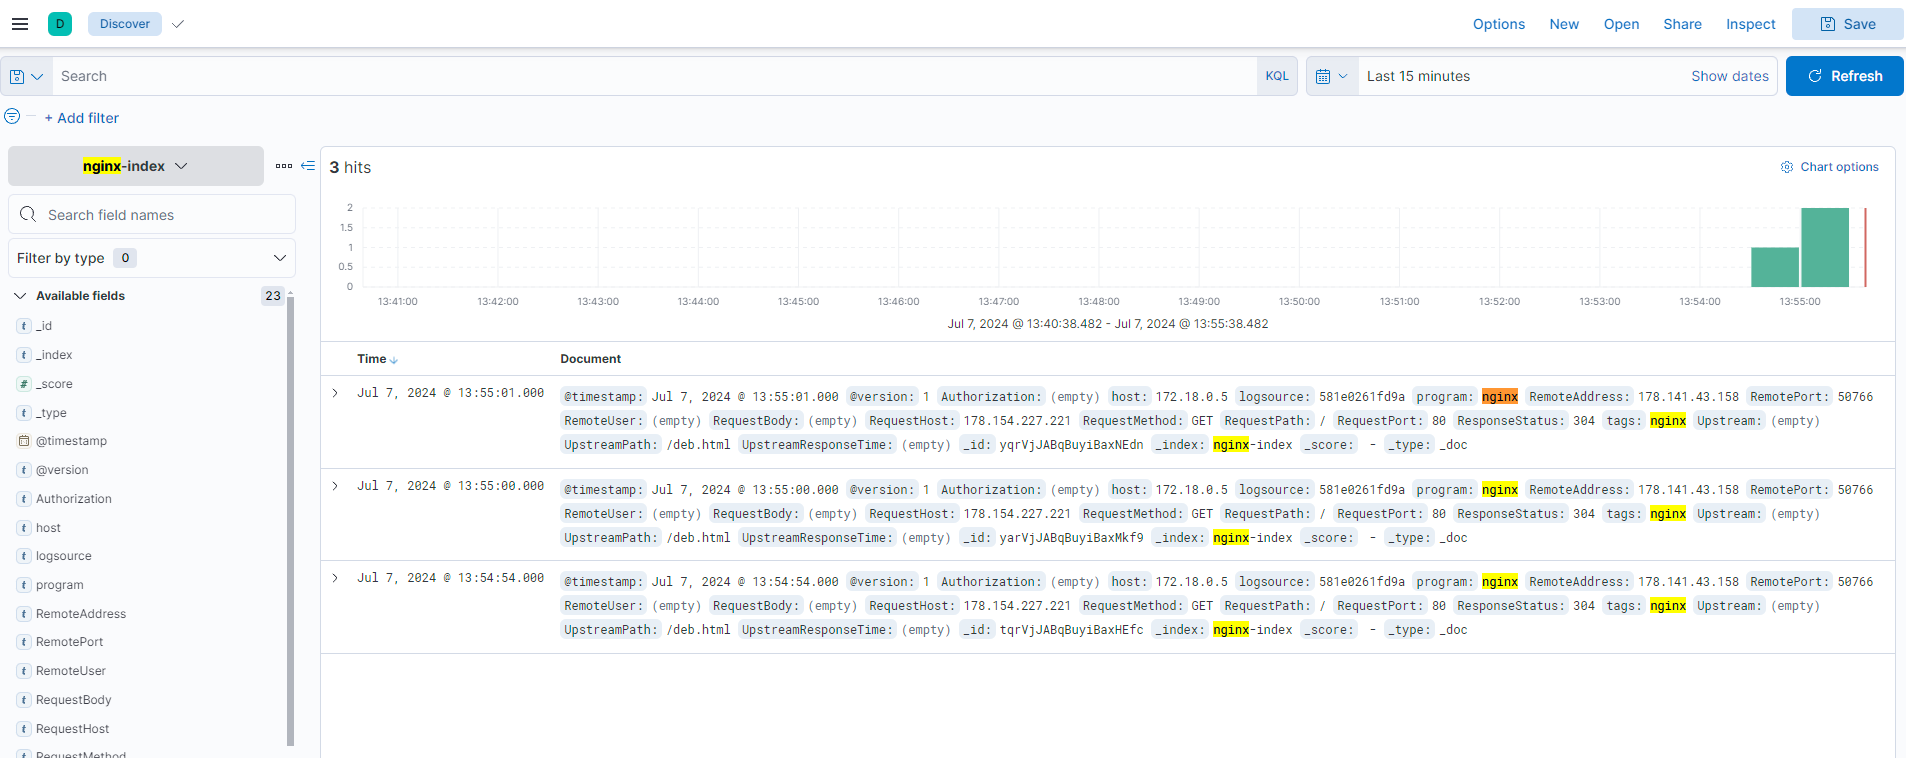 D Discover Options New Open Share Inspect Save
Search KQL Last 15 minutes Show dates Refresh
+ Add filter
nginx-index
Search field names
Filter by type 0
Available fields 23
_id
_index
_score
_type
@timestamp
@version
Authorization
host
logsource
program
RemoteAddress
RemotePort
RemoteUser
RequestBody
RequestHost
RequestMethod
3 hits Chart options
2
1.5
1
0.5
0
13:41:00 13:42:00 13:43:00 13:44:00 13:45:00 13:46:00 13:47:00 13:48:00 13:49:00 13:50:00 13:51:00 13:52:00 13:53:00 13:54:00 13:55:00
Jul 7, 2024 @ 13:40:38.482 - Jul 7, 2024 @ 13:55:38.482
Time Document
Jul 7, 2024 @ 13:55:01.000 @timestamp: Jul 7, 2024 @ 13:55:01.000 @version: 1 Authorization: (empty) host: 172.18.0.5 logsource: 581e0261fd9a program: nginx RemoteAddress: 178.141.43.158 RemotePort: 50766
RemoteUser: (empty) RequestBody: (empty) RequestHost: 178.154.227.221 RequestMethod: GET RequestPath: / RequestPort: 80 ResponseStatus: 304 tags: nginx Upstream: (empty)
UpstreamPath: /deb.html UpstreamResponseTime: (empty) _id: yqrVjJABqBuyiBaxNEdn _index: nginx-index _score: - _type: _doc
Jul 7, 2024 @ 13:55:00.000 @timestamp: Jul 7, 2024 @ 13:55:00.000 @version: 1 Authorization: (empty) host: 172.18.0.5 logsource: 581e0261fd9a program: nginx RemoteAddress: 178.141.43.158 RemotePort: 50766
RemoteUser: (empty) RequestBody: (empty) RequestHost: 178.154.227.221 RequestMethod: GET RequestPath: / RequestPort: 80 ResponseStatus: 304 tags: nginx Upstream: (empty)
UpstreamPath: /deb.html UpstreamResponseTime: (empty) _id: yarVjJABqBuyiBaxMkf9 _index: nginx-index _score: - _type: _doc
Jul 7, 2024 @ 13:54:54.000 @timestamp: Jul 7, 2024 @ 13:54:54.000 @version: 1 Authorization: (empty) host: 172.18.0.5 logsource: 581e0261fd9a program: nginx RemoteAddress: 178.141.43.158 RemotePort: 50766
RemoteUser: (empty) RequestBody: (empty) RequestHost: 178.154.227.221 RequestMethod: GET RequestPath: / RequestPort: 80 ResponseStatus: 304 tags: nginx Upstream: (empty)
UpstreamPath: /deb.html UpstreamResponseTime: (empty) _id: tqrVjJABqBuyiBaxHEfc _index: nginx-index _score: - _type: _doc